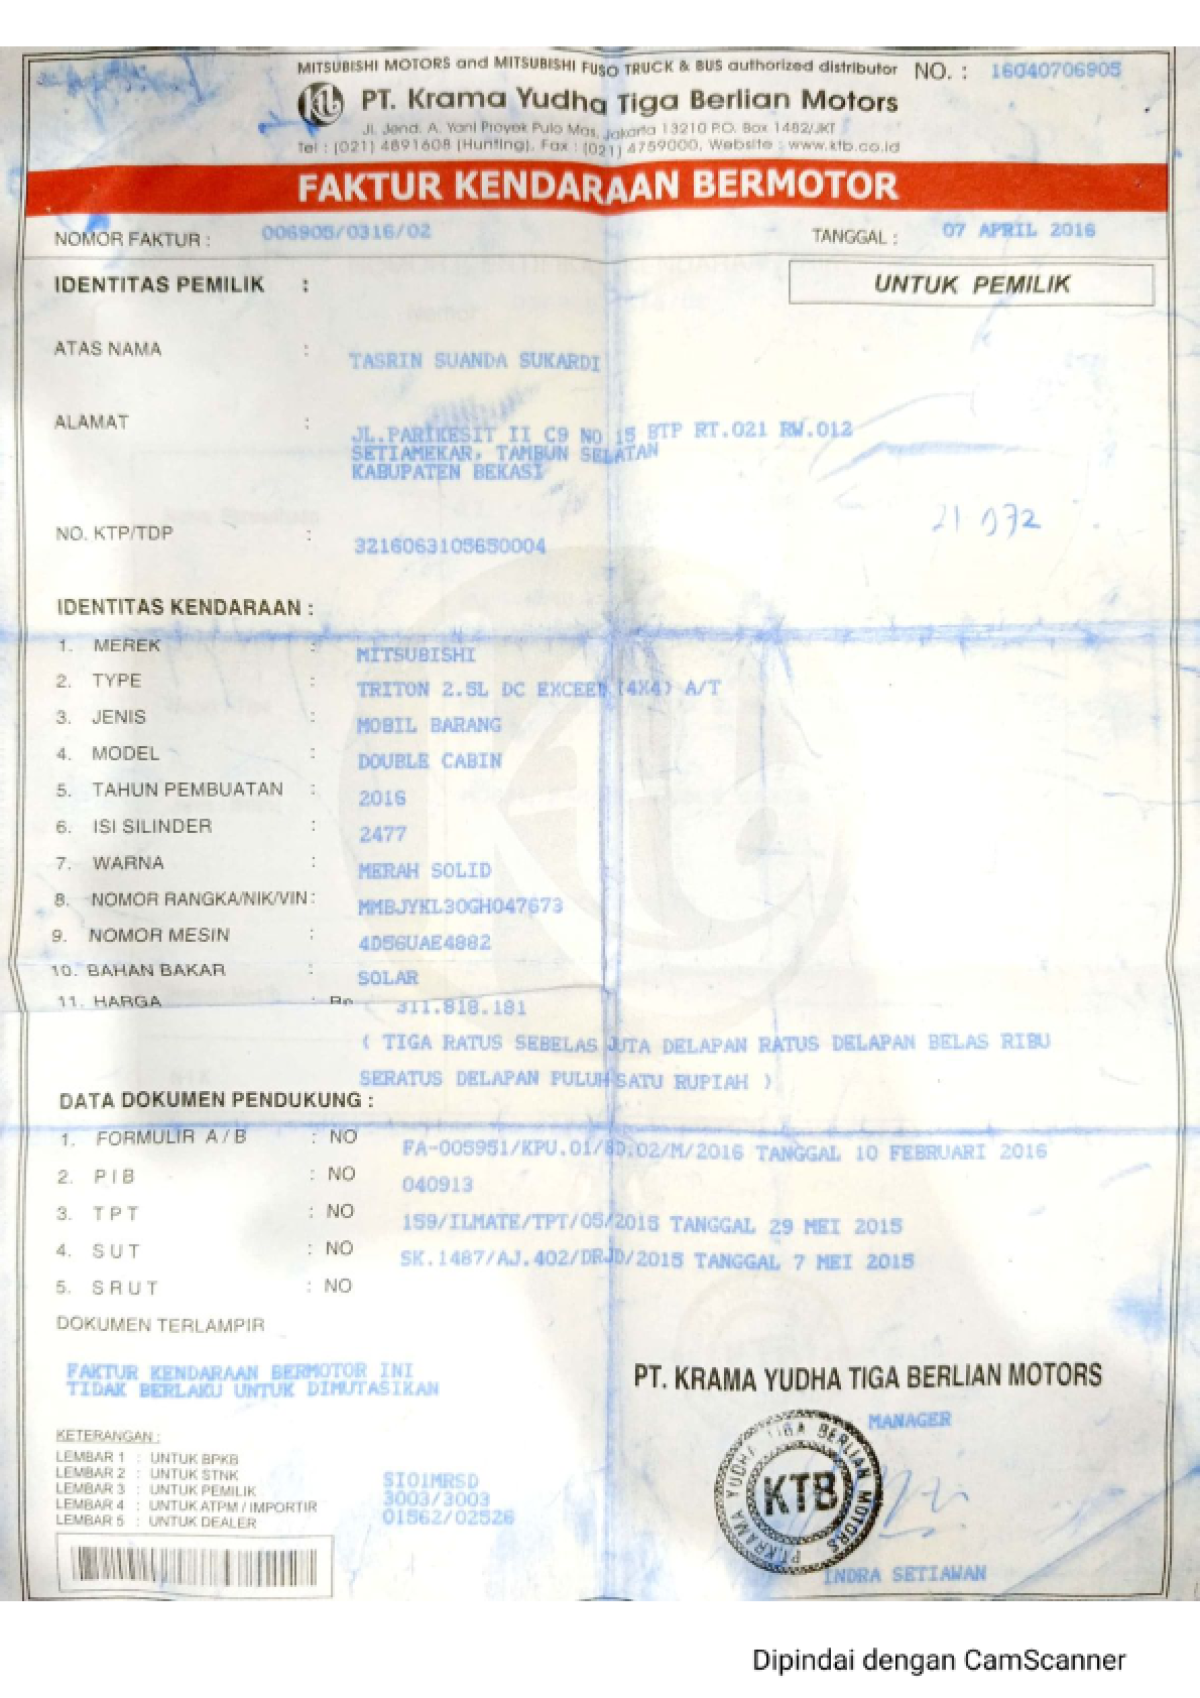 MITSUBISHI MOTORS and MITSUBISHI FUSO TRUCK & BUS authorized distributor NO. : 16040706905
KTB PT. Krama Yudha Tiga Berlian Motors
Jl. Jend. A. Yani Proyek Pulo Mas, Jakarta 13210 P.O. Box 1482/JKT
Tel : (021) 4891608 (Hunting), Fax : (021) 4759000, Website : www.ktb.co.id
FAKTUR KENDARAAN BERMOTOR
NOMOR FAKTUR : 006905/0316/02 TANGGAL : 07 APRIL 2016
IDENTITAS PEMILIK : UNTUK PEMILIK
ATAS NAMA : TASRIN SUANDA SUKARDI
ALAMAT : JL.PARIKESIT II C9 NO 15 BTP RT.021 RW.012
SETIAMEKAR, TAMBUN SELATAN
KABUPATEN BEKASI
NO. KTP/TDP : 3216063105650004
IDENTITAS KENDARAAN :
1. MEREK : MITSUBISHI
2. TYPE : TRITON 2.5L DC EXCEED (4X4) A/T
3. JENIS : MOBIL BARANG
4. MODEL : DOUBLE CABIN
5. TAHUN PEMBUATAN : 2016
6. ISI SILINDER : 2477
7. WARNA : MERAH SOLID
8. NOMOR RANGKA/NIK/VIN : MMBJYKL30GH047673
9. NOMOR MESIN : 4D56UAE4882
10. BAHAN BAKAR : SOLAR
11. HARGA : Rp 311.818.181
( TIGA RATUS SEBELAS JUTA DELAPAN RATUS DELAPAN BELAS RIBU
SERATUS DELAPAN PULUH SATU RUPIAH )
DATA DOKUMEN PENDUKUNG :
1. FORMULIR A / B : NO FA-005951/KPU.01/BD.02/M/2016 TANGGAL 10 FEBRUARI 2016
2. P I B : NO 040913
3. T P T : NO 159/ILMATE/TPT/05/2015 TANGGAL 29 MEI 2015
4. S U T : NO SK.1487/AJ.402/DRJD/2015 TANGGAL 7 MEI 2015
5. S R U T : NO
DOKUMEN TERLAMPIR
FAKTUR KENDARAAN BERMOTOR INI
TIDAK BERLAKU UNTUK DIMUTASIKAN
PT. KRAMA YUDHA TIGA BERLIAN MOTORS
MANAGER
KETERANGAN :
LEMBAR 1 : UNTUK BPKB
LEMBAR 2 : UNTUK STNK
LEMBAR 3 : UNTUK PEMILIK
LEMBAR 4 : UNTUK ATPM / IMPORTIR
LEMBAR 5 : UNTUK DEALER
SI01MRSD
3003/3003
01562/02526
PT.KRAMA YUDHA TIGA BERLIAN MOTORS
KTB
INDRA SETIAWAN
Dipindai dengan CamScanner